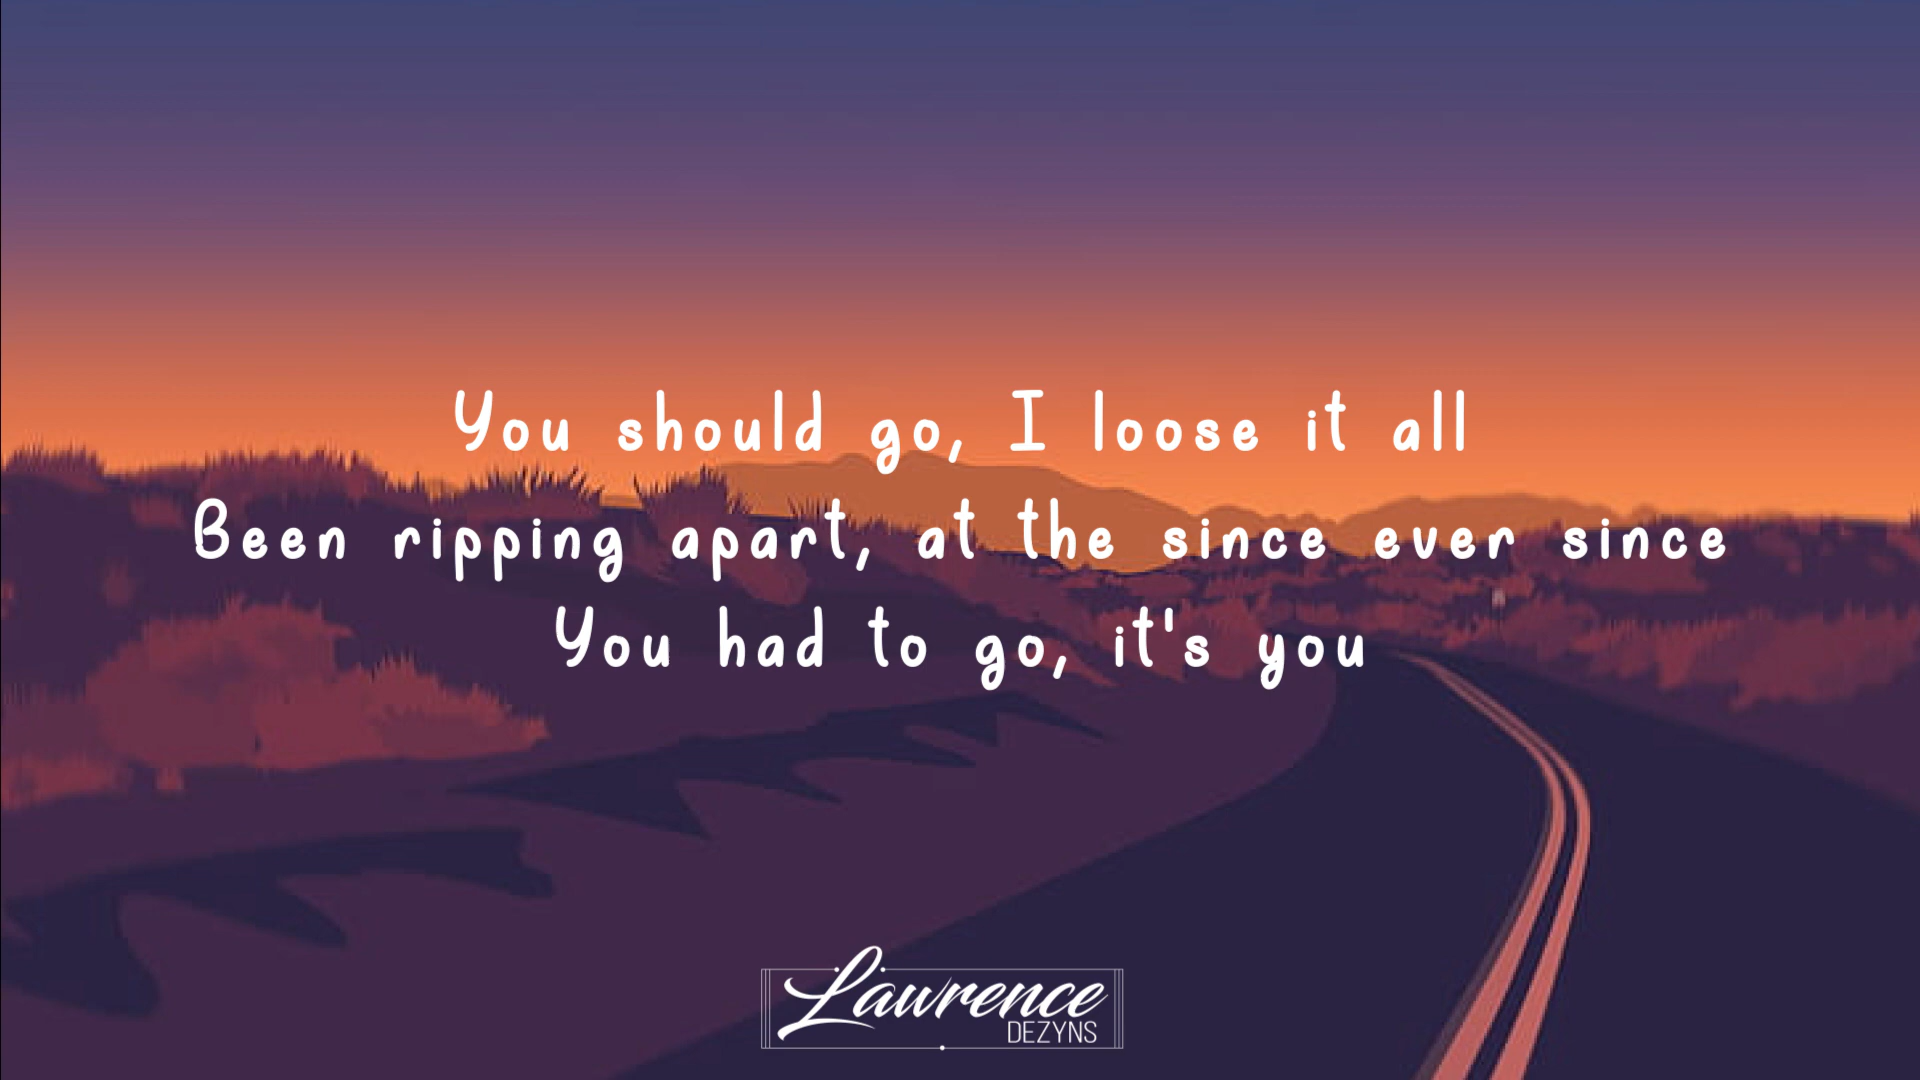 You should go, I loose it all
Been ripping apart, at the since ever since
You had to go, it's you
Lawrence
DEZYNS